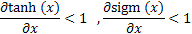 ∂tanh (x)/∂x < 1 , ∂sigm (x)/∂x < 1